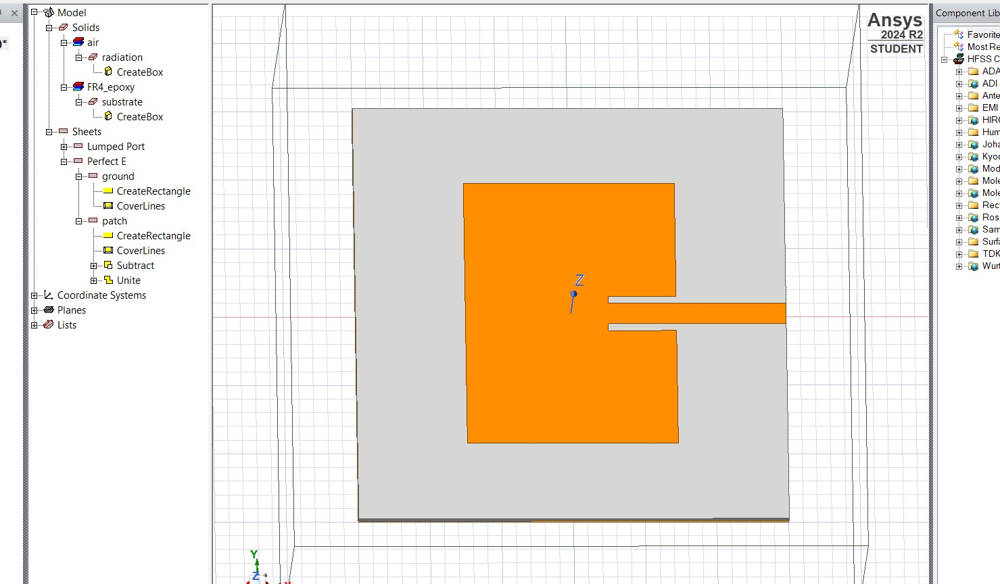 )*
Model
Solids
air
radiation
CreateBox
FR4_epoxy
substrate
CreateBox
Sheets
Lumped Port
Perfect E
ground
CreateRectangle
CoverLines
patch
CreateRectangle
CoverLines
Subtract
Unite
Coordinate Systems
Planes
Lists
Ansys
2024 R2
STUDENT
Z
Y
Z
X
Component Lib
Favorite
Most Re
HFSS C
ADA
ADI
Ante
EMI
HIRO
Hum
Joha
Kyoc
Mod
Mole
Mole
Rect
Ros
Sam
Surfa
TDK
Wurt